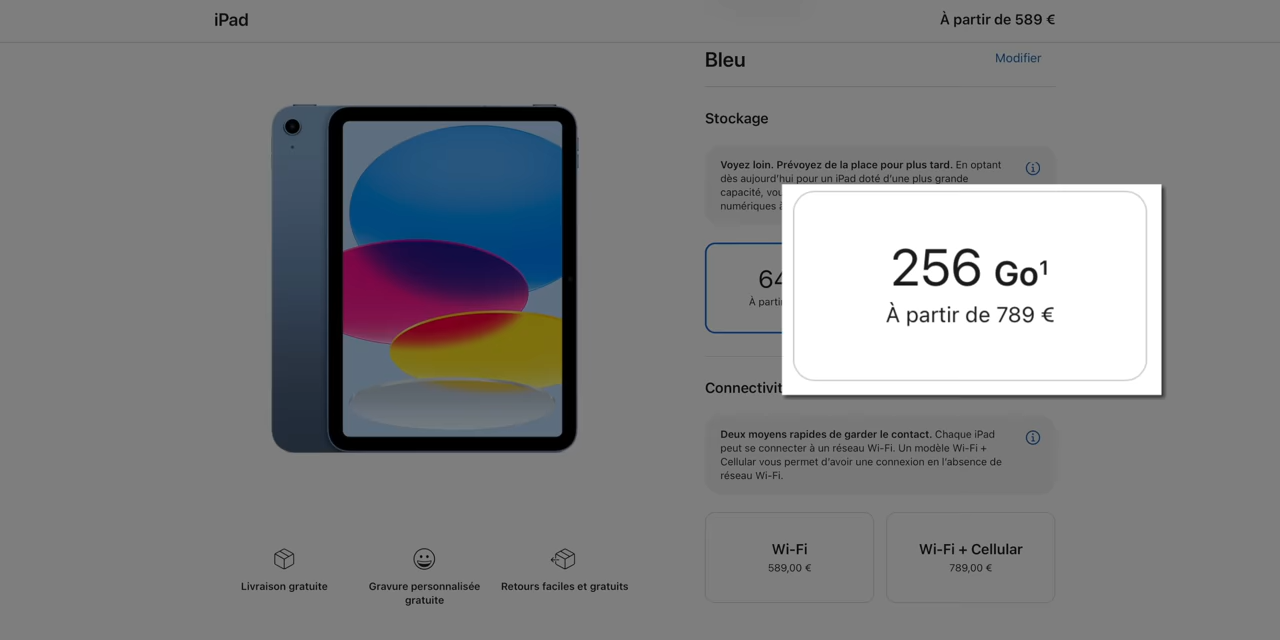 iPad
À partir de 589 €
Bleu
Modifier
Stockage
Voyez loin. Prévoyez de la place pour plus tard. En optant
dès aujourd'hui pour un iPad doté d'une plus grande
capacité, vou
numériques à
64
À partir
256 Go¹
À partir de 789 €
Connectivit
Deux moyens rapides de garder le contact. Chaque iPad
peut se connecter à un réseau Wi-Fi. Un modèle Wi-Fi +
Cellular vous permet d'avoir une connexion en l'absence de
réseau Wi-Fi.
Wi-Fi
589,00 €
Wi-Fi + Cellular
789,00 €
Livraison gratuite
Gravure personnalisée
gratuite
Retours faciles et gratuits